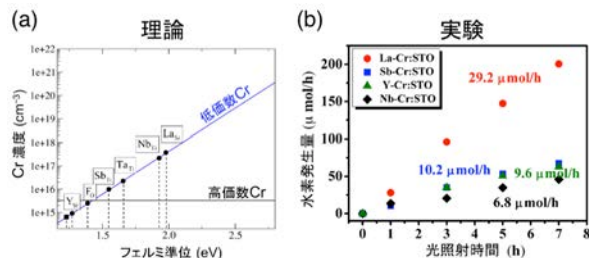 (a) 理論
1e+22
1e+21
1e+20
1e+19
1e+18
1e+17
1e+16
1e+15
Cr 濃度 (cm⁻³)
低価数Cr
高価数Cr
La
Nb
Ta
Sb
F
Y
1.5 2.0 2.5
フェルミ準位 (eV)
(b) 実験
La-Cr:STO
Sb-Cr:STO
Y-Cr:STO
Nb-Cr:STO
29.2 μmol/h
10.2 μmol/h
9.6 μmol/h
6.8 μmol/h
200
150
100
50
0
水素発生量 (μ mol/h)
0 1 2 3 4 5 6 7 8
光照射時間 (h)